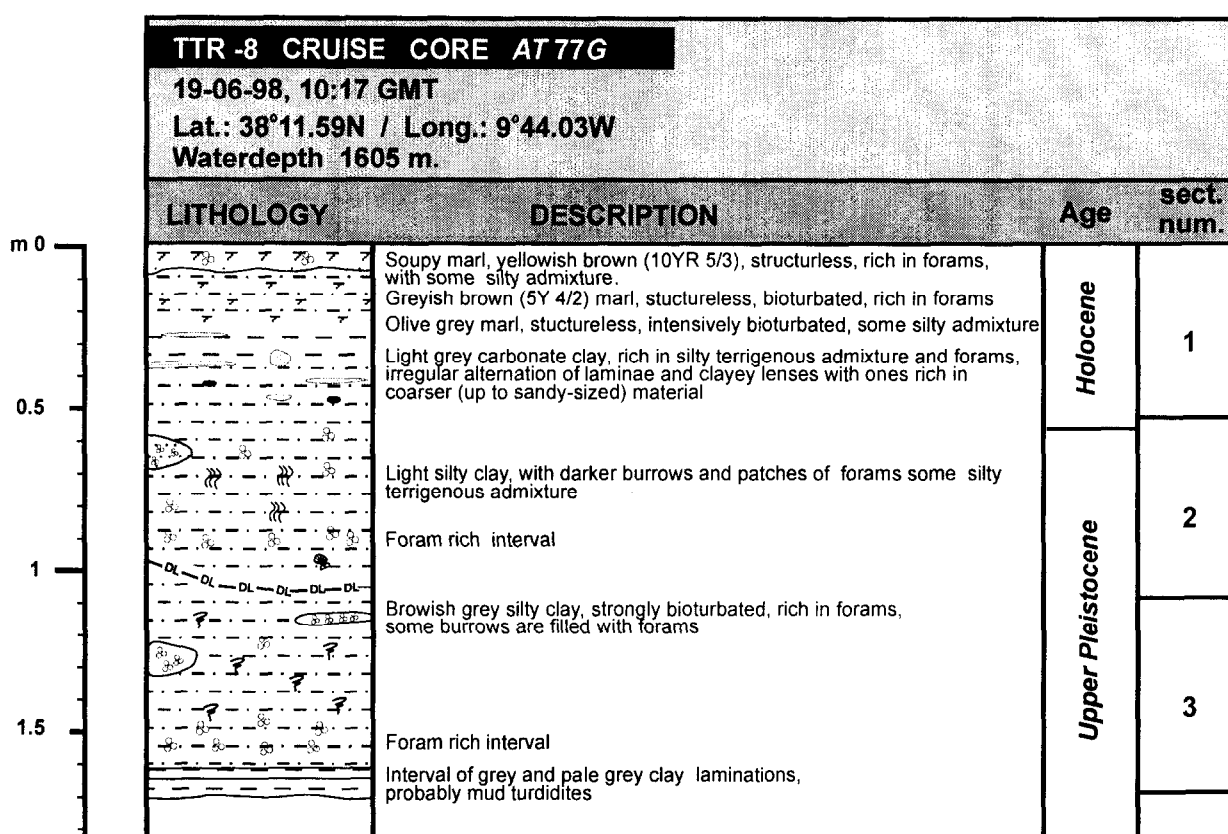 TTR -8 CRUISE CORE AT 77G
19-06-98, 10:17 GMT
Lat.: 38°11.59N / Long.: 9°44.03W
Waterdepth 1605 m.
LITHOLOGY DESCRIPTION Age sect. num.
m 0
Soupy marl, yellowish brown (10YR 5/3), structurless, rich in forams,
with some silty admixture.
Greyish brown (5Y 4/2) marl, stuctureless, bioturbated, rich in forams
Olive grey marl, stuctureless, intensively bioturbated, some silty admixture
Holocene
1
Light grey carbonate clay, rich in silty terrigenous admixture and forams,
irregular alternation of laminae and clayey lenses with ones rich in
coarser (up to sandy-sized) material
0.5
Light silty clay, with darker burrows and patches of forams some silty
terrigenous admixture
2
Foram rich interval
1
DL DL DL DL DL DL
Browish grey silty clay, strongly bioturbated, rich in forams,
some burrows are filled with forams
Upper Pleistocene
3
1.5
Foram rich interval
Interval of grey and pale grey clay laminations,
probably mud turdidites